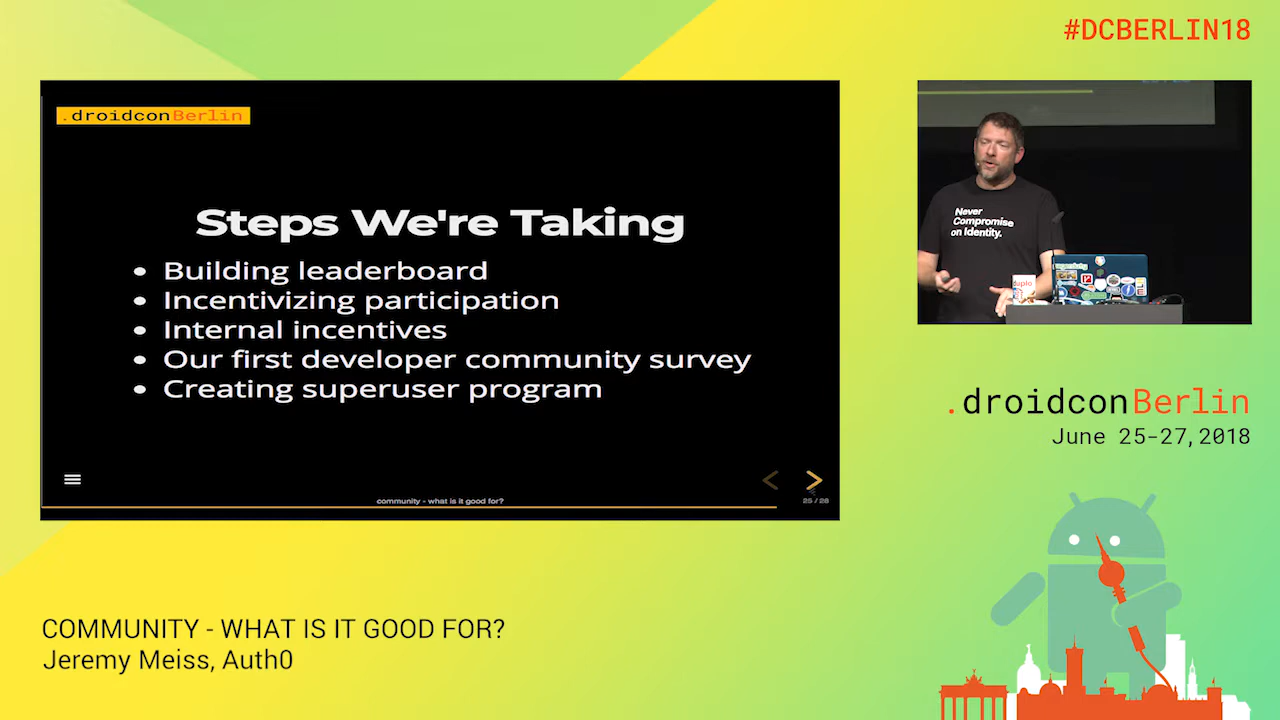 #DCBERLIN18
.droidconBerlin
Steps We're Taking
• Building leaderboard
• Incentivizing participation
• Internal incentives
• Our first developer community survey
• Creating superuser program
community - what is it good for?
25 / 28
Never
Compromise
on Identity.
duplo
.droidconBerlin
June 25-27,2018
COMMUNITY - WHAT IS IT GOOD FOR?
Jeremy Meiss, Auth0